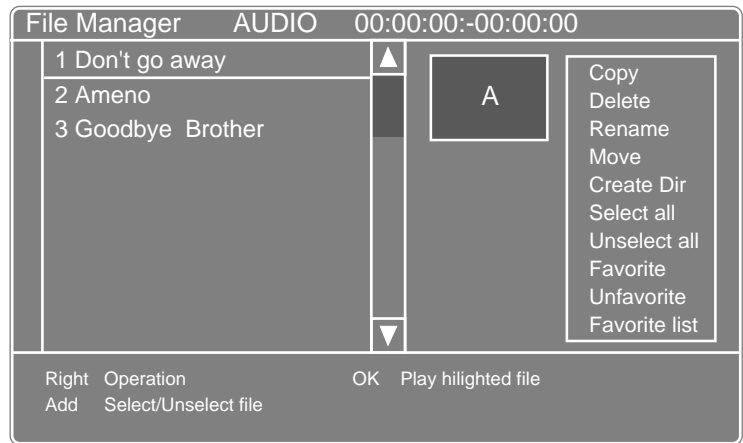 File Manager AUDIO 00:00:00:-00:00:00
1 Don't go away
2 Ameno
3 Goodbye Brother
A
Copy
Delete
Rename
Move
Create Dir
Select all
Unselect all
Favorite
Unfavorite
Favorite list
Right Operation OK Play hilighted file
Add Select/Unselect file